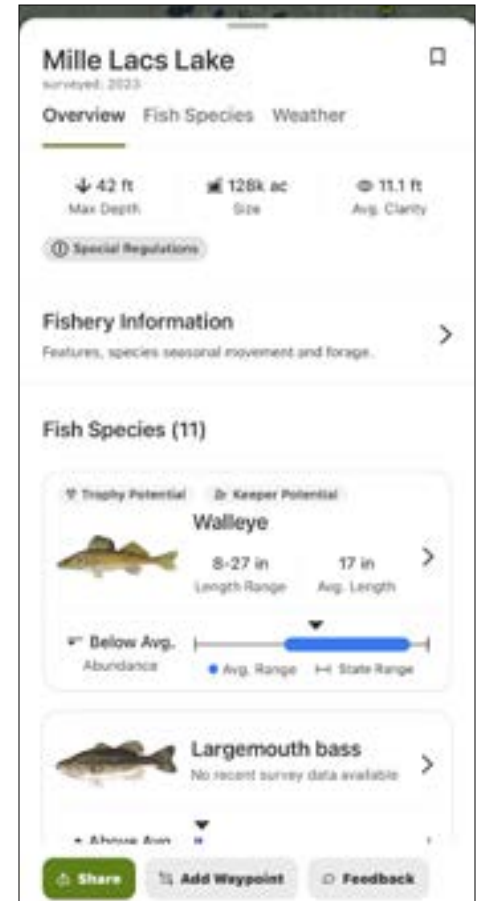 Mille Lacs Lake
surveyed: 2023
Overview Fish Species Weather
42 ft 128k ac 11.1 ft
Max Depth Size Avg. Clarity
Special Regulations
Fishery Information
Features, species seasonal movement and forage.
Fish Species (11)
Trophy Potential Keeper Potential
Walleye
8-27 in 17 in
Length Range Avg. Length
Below Avg.
Abundance Avg. Range State Range
Largemouth bass
No recent survey data available
Above Avg
Share Add Waypoint Feedback